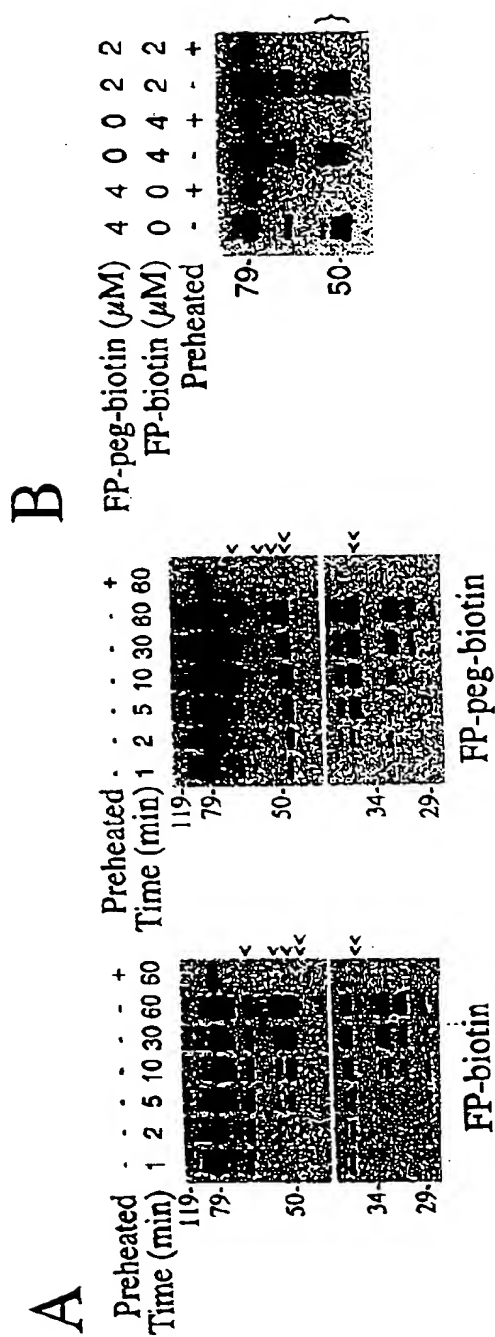 A
Preheated - - - - - - +
Time (min) 1 2 5 10 30 60 60
119-
79-
50-
34-
29-
<
<
<
<<
<<
FP-biotin
Preheated - - - - - - +
Time (min) 1 2 5 10 30 60 60
119-
79-
50-
34-
29-
<
<
<
<<
<<
FP-peg-biotin
B
FP-peg-biotin (μM) 4 4 0 0 2 2
FP-biotin (μM) 0 0 4 4 2 2
Preheated - + - + - +
79-
50-
}